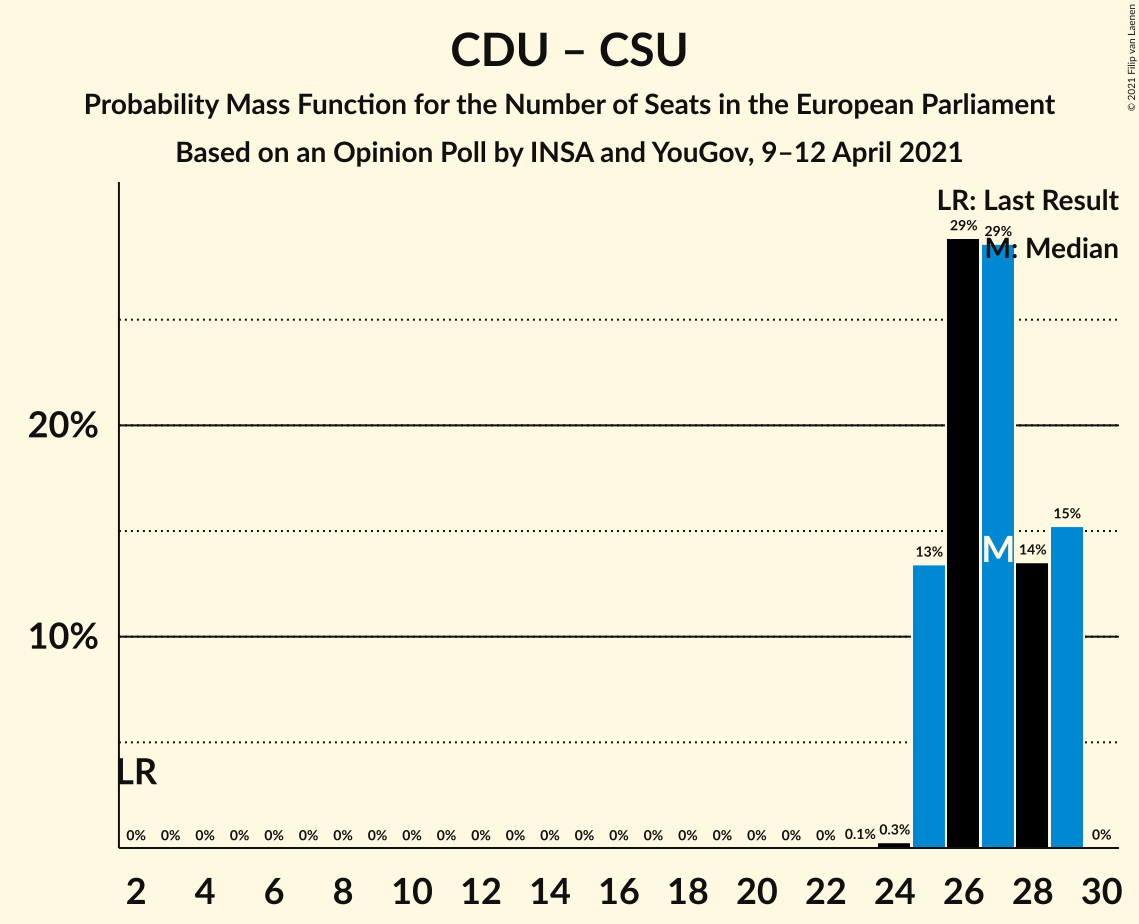 CDU – CSU
Probability Mass Function for the Number of Seats in the European Parliament
Based on an Opinion Poll by INSA and YouGov, 9–12 April 2021
© 2021 Filip van Laenen
LR: Last Result
M: Median
29% 29%
20%
15%
M
13% 14%
10%
LR
0% 0% 0% 0% 0% 0% 0% 0% 0% 0% 0% 0% 0% 0% 0% 0% 0% 0% 0% 0% 0% 0.1% 0.3% 0%
2 4 6 8 10 12 14 16 18 20 22 24 26 28 30